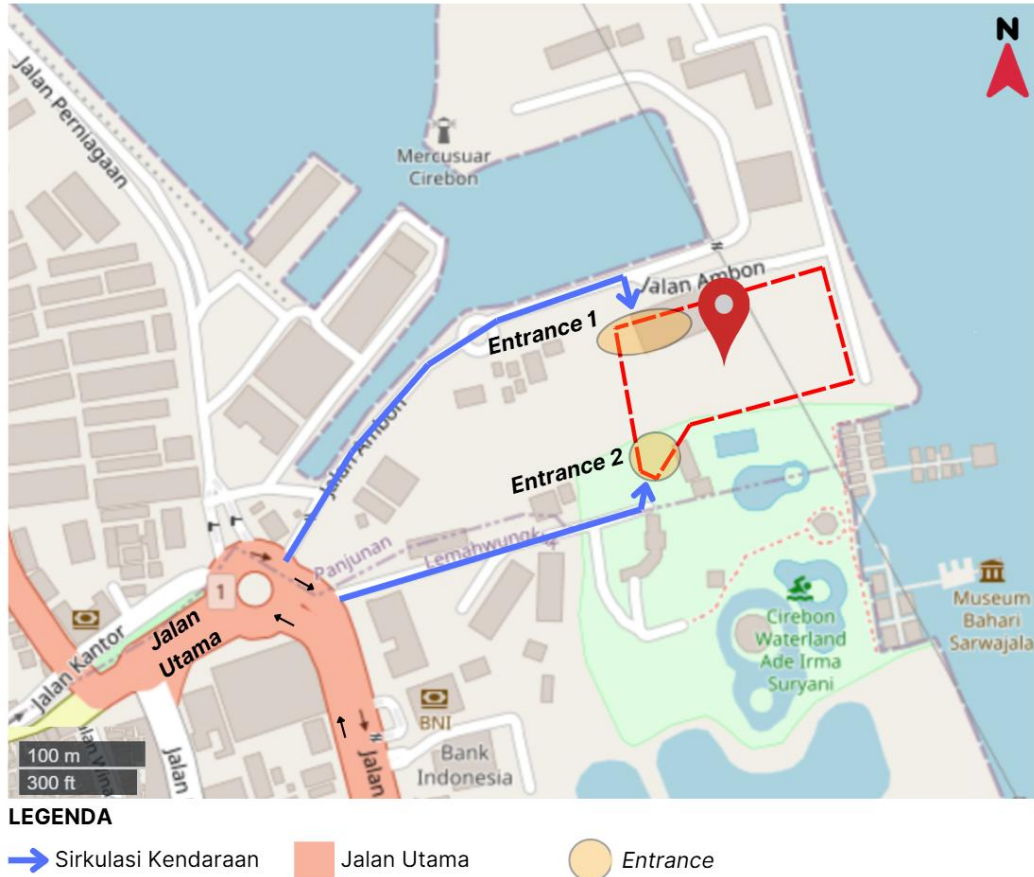 N
Jalan Perniagaan
Mercusuar
Cirebon
Jalan Ambon
Entrance 1
Jalan Ambon
Entrance 2
Panjunan
Lemahwungk
1
Jalan
Utama
Jalan Kantor
Cirebon
Waterland
Ade Irma
Suryani
Museum
Bahari
Sarwajala
BNI
Bank
Indonesia
Jalan
Jalan
100 m
300 ft
LEGENDA
Sirkulasi Kendaraan
Jalan Utama
Entrance